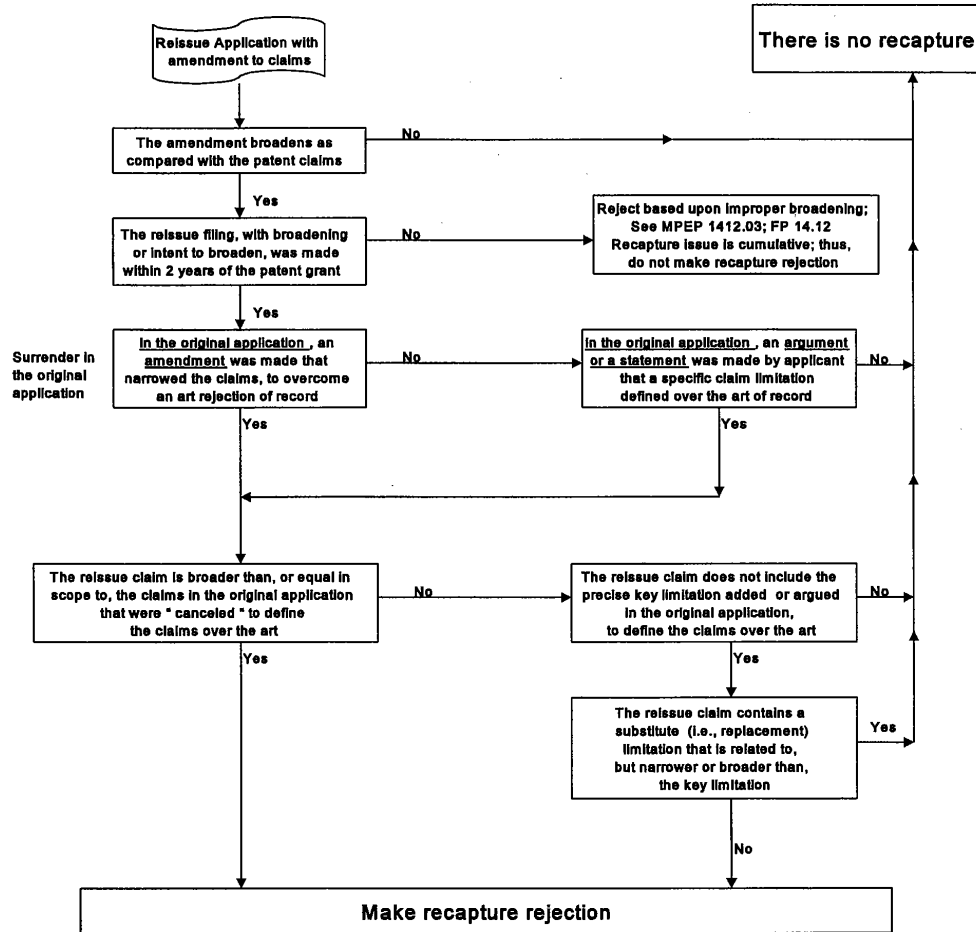 Reissue Application with
amendment to claims
There is no recapture
The amendment broadens as
compared with the patent claims
No
Yes
The reissue filing, with broadening
or intent to broaden, was made
within 2 years of the patent grant
No
Reject based upon improper broadening;
See MPEP 1412.03; FP 14.12
Recapture issue is cumulative; thus,
do not make recapture rejection
Yes
Surrender in
the original
application
In the original application , an
amendment was made that
narrowed the claims, to overcome
an art rejection of record
No
In the original application , an argument
or a statement was made by applicant
that a specific claim limitation
defined over the art of record
No
Yes
Yes
The reissue claim is broader than, or equal in
scope to, the claims in the original application
that were " canceled " to define
the claims over the art
No
The reissue claim does not include the
precise key limitation added or argued
in the original application,
to define the claims over the art
No
Yes
Yes
The reissue claim contains a
substitute (i.e., replacement)
limitation that is related to,
but narrower or broader than,
the key limitation
Yes
No
Make recapture rejection